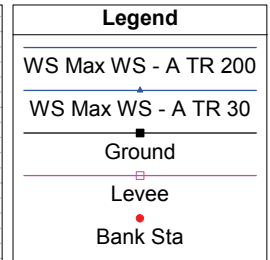 Legend
WS Max WS - A TR 200
WS Max WS - A TR 30
Ground
Levee
Bank Sta